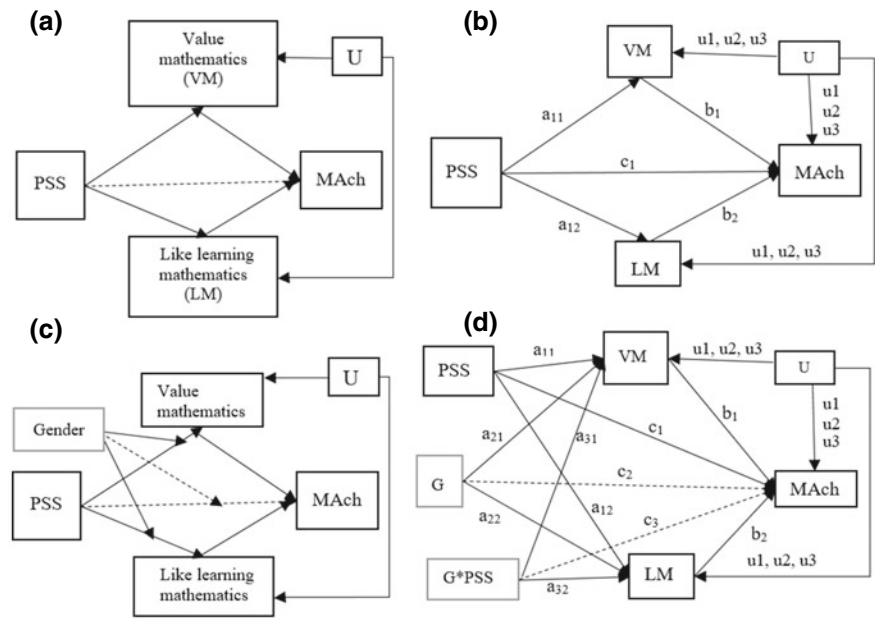 (a)
Value
mathematics
(VM)
U
PSS
MAch
Like learning
mathematics
(LM)
(b)
VM
u1, u2, u3
U
a₁₁
b₁
u1
u2
u3
PSS
c₁
MAch
a₁₂
b₂
LM
u1, u2, u3
(c)
Value
mathematics
U
Gender
PSS
MAch
Like learning
mathematics
(d)
PSS
a₁₁
VM
u1, u2, u3
U
a₂₁
a₃₁
c₁
b₁
u1
u2
u3
G
c₂
MAch
a₂₂
a₁₂
c₃
b₂
G*PSS
a₃₂
LM
u1, u2, u3